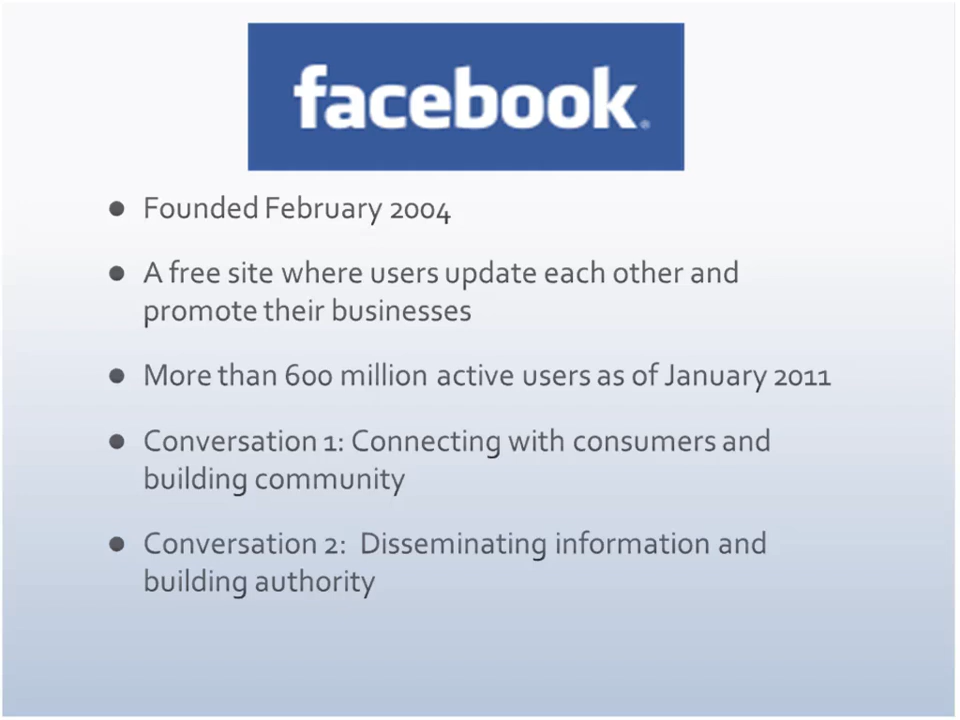 facebook®
● Founded February 2004
● A free site where users update each other and
promote their businesses
● More than 600 million active users as of January 2011
● Conversation 1: Connecting with consumers and
building community
● Conversation 2:  Disseminating information and
building authority